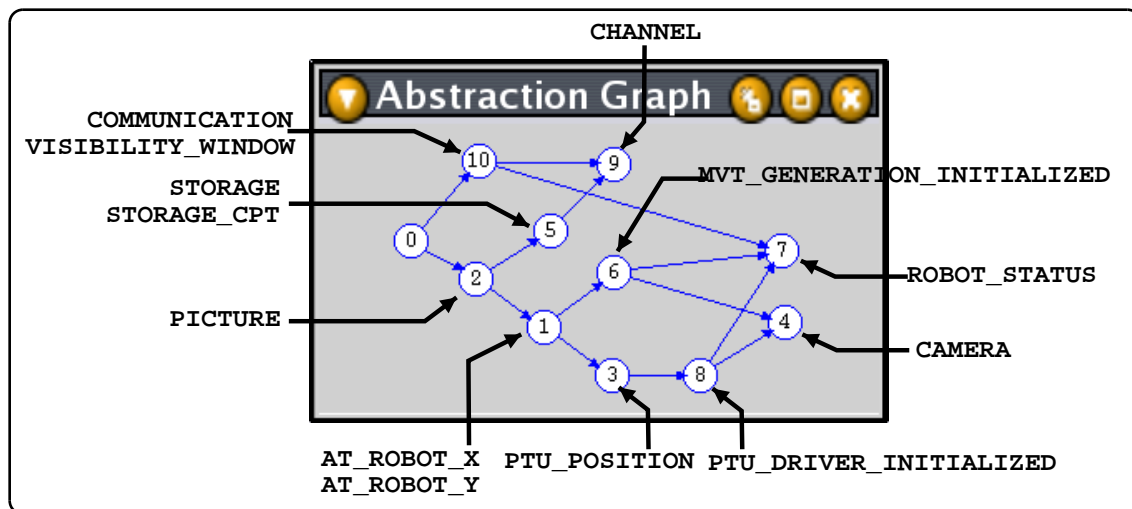 CHANNEL
Abstraction Graph
COMMUNICATION
VISIBILITY_WINDOW
10
9
MVT_GENERATION_INITIALIZED
STORAGE
STORAGE_CPT
5
0
7
6
2
ROBOT_STATUS
PICTURE
1
4
CAMERA
3
8
AT_ROBOT_X
AT_ROBOT_Y
PTU_POSITION
PTU_DRIVER_INITIALIZED